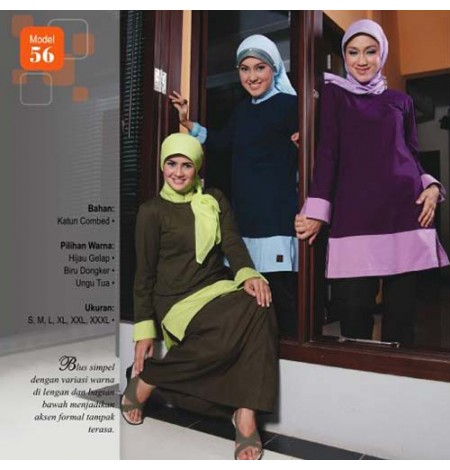 Model
56
Bahan:
Katun Combed •
Pilihan Warna:
Hijau Gelap •
Biru Dongker •
Ungu Tua •
Ukuran:
S, M, L, XL, XXL, XXXL •
Blus simpel
dengan variasi warna
di lengan dan bagian
bawah menjadikan
aksen formal tampak
terasa.